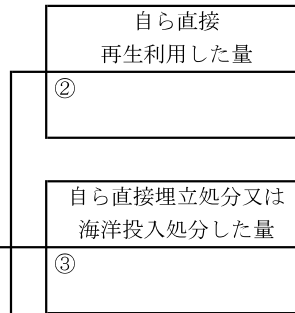 自ら直接
再生利用した量
②
自ら直接埋立処分又は
海洋投入処分した量
③